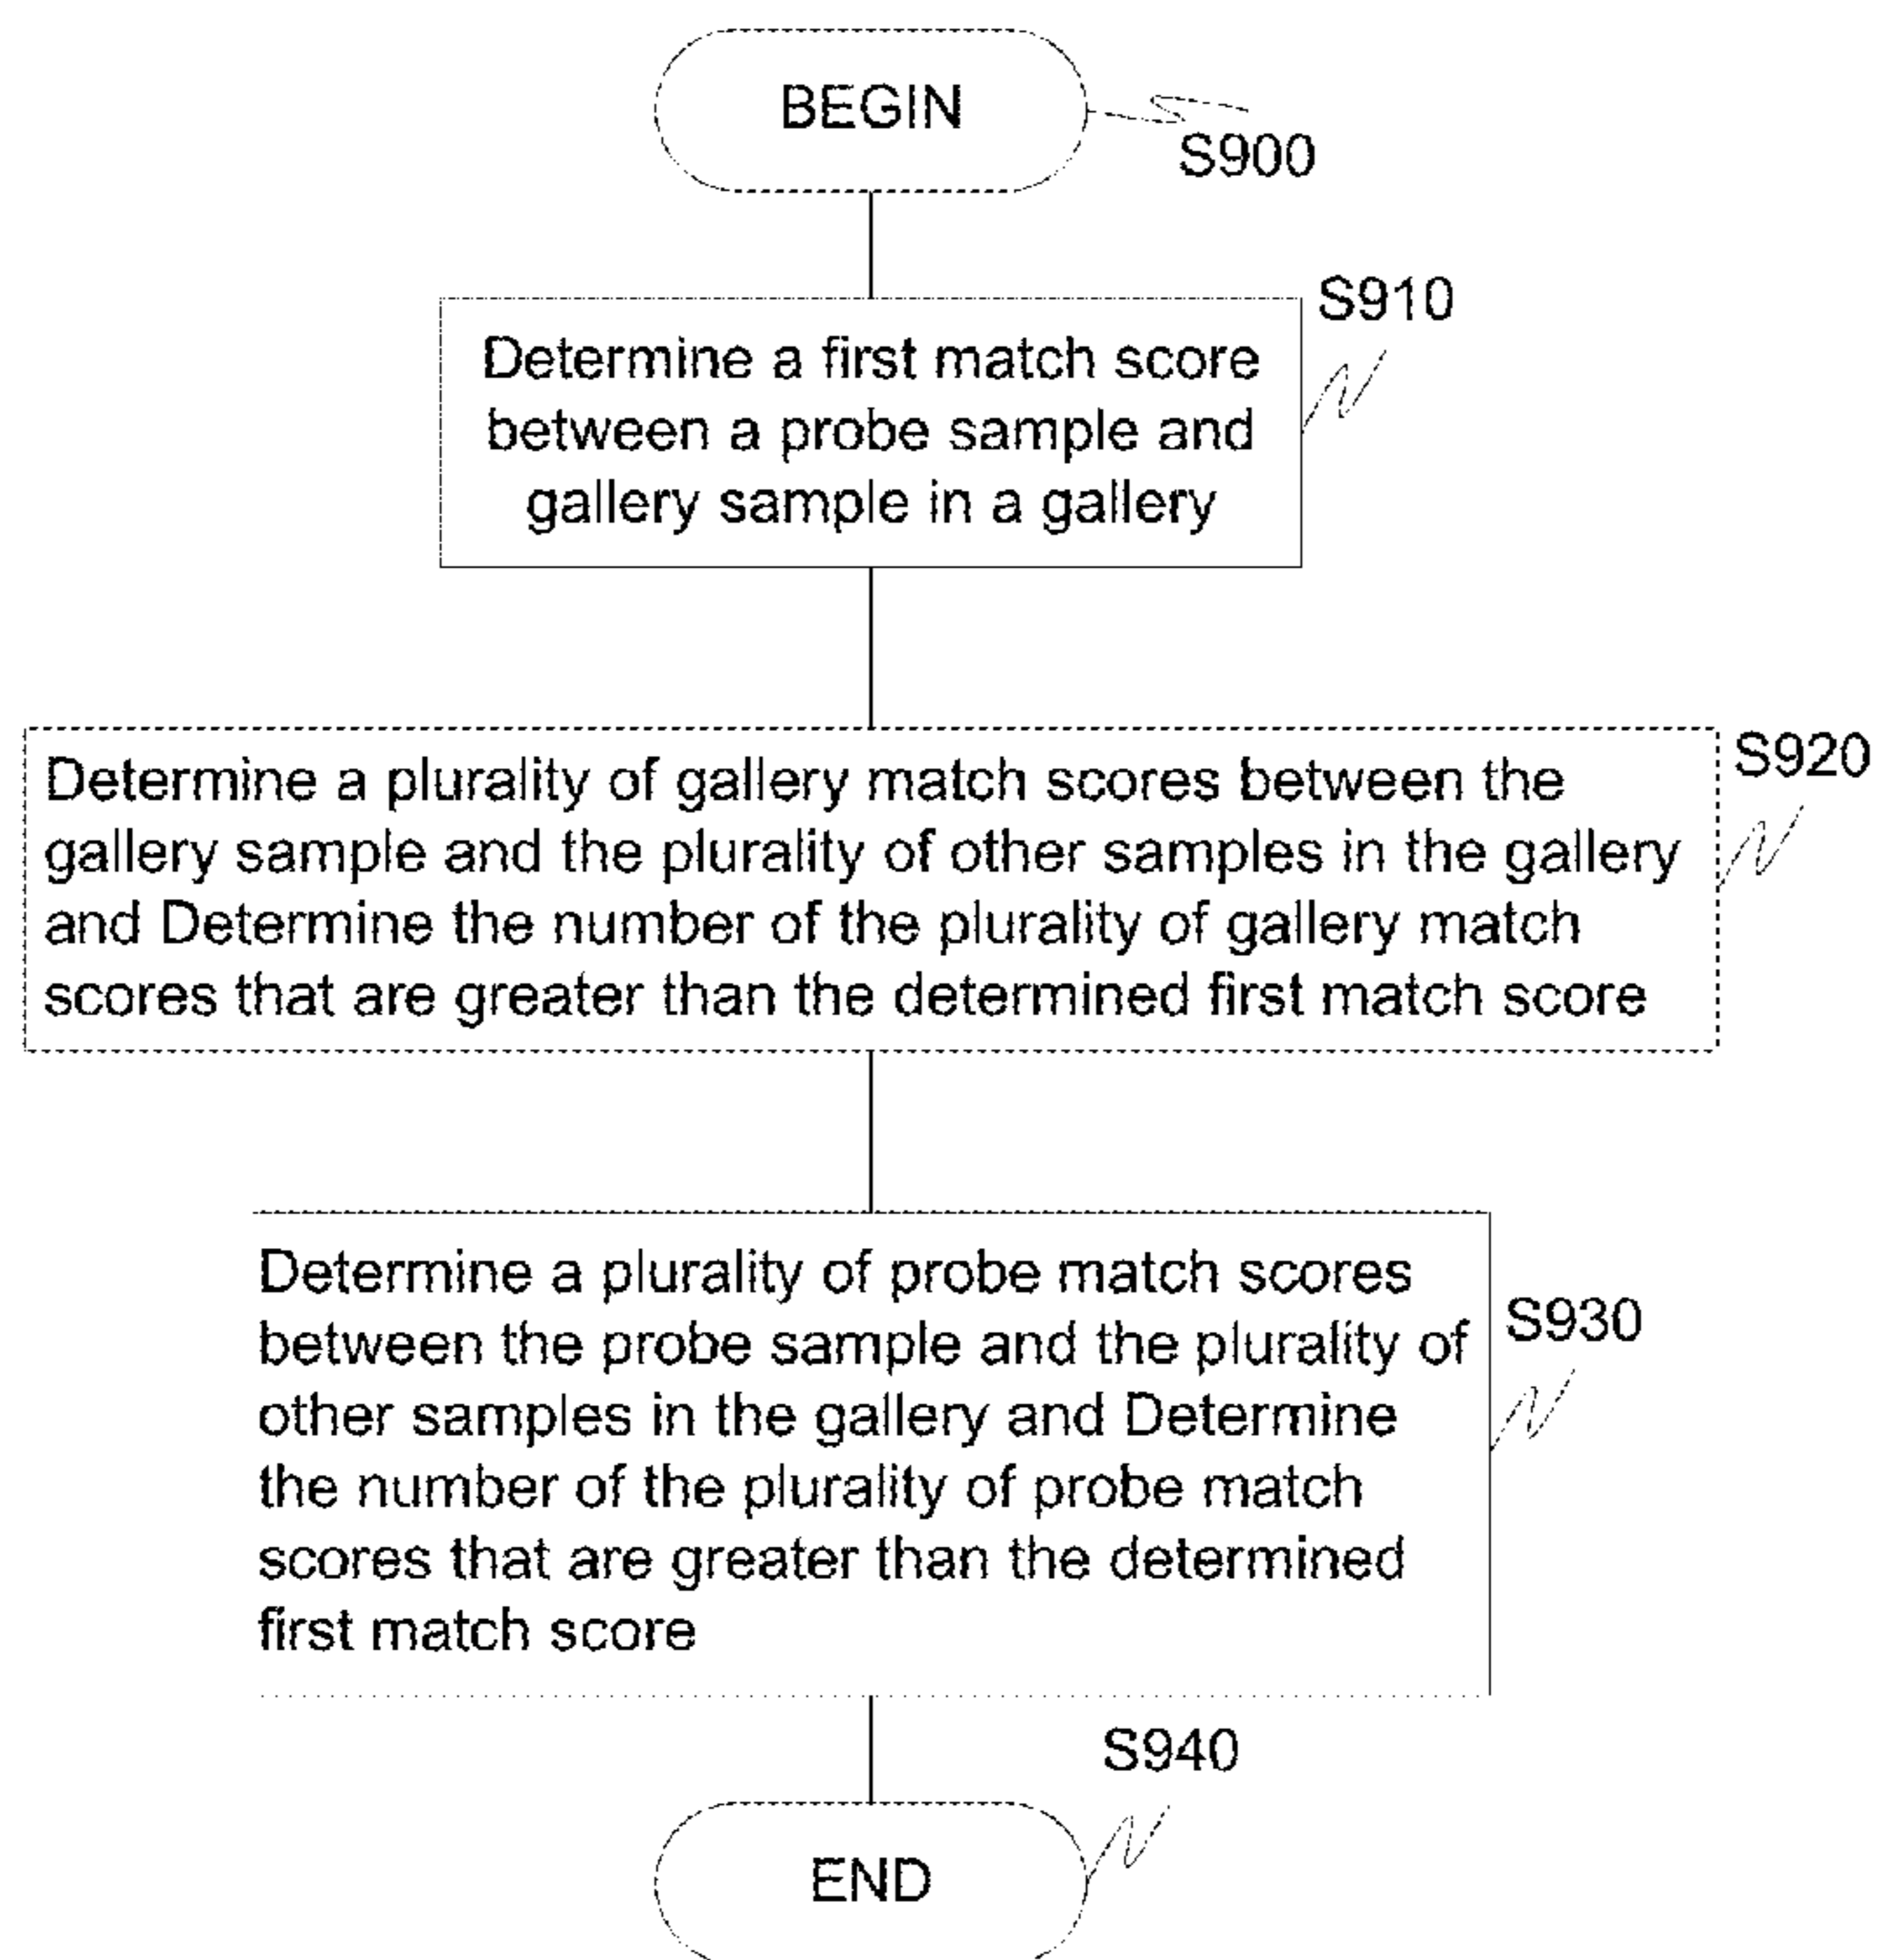 BEGIN
S900
S910
Determine a first match score
between a probe sample and
gallery sample in a gallery
S920
Determine a plurality of gallery match scores between the
gallery sample and the plurality of other samples in the gallery
and Determine the number of the plurality of gallery match
scores that are greater than the determined first match score
Determine a plurality of probe match scores
between the probe sample and the plurality of
S930
other samples in the gallery and Determine
the number of the plurality of probe match
scores that are greater than the determined
first match score
S940
END